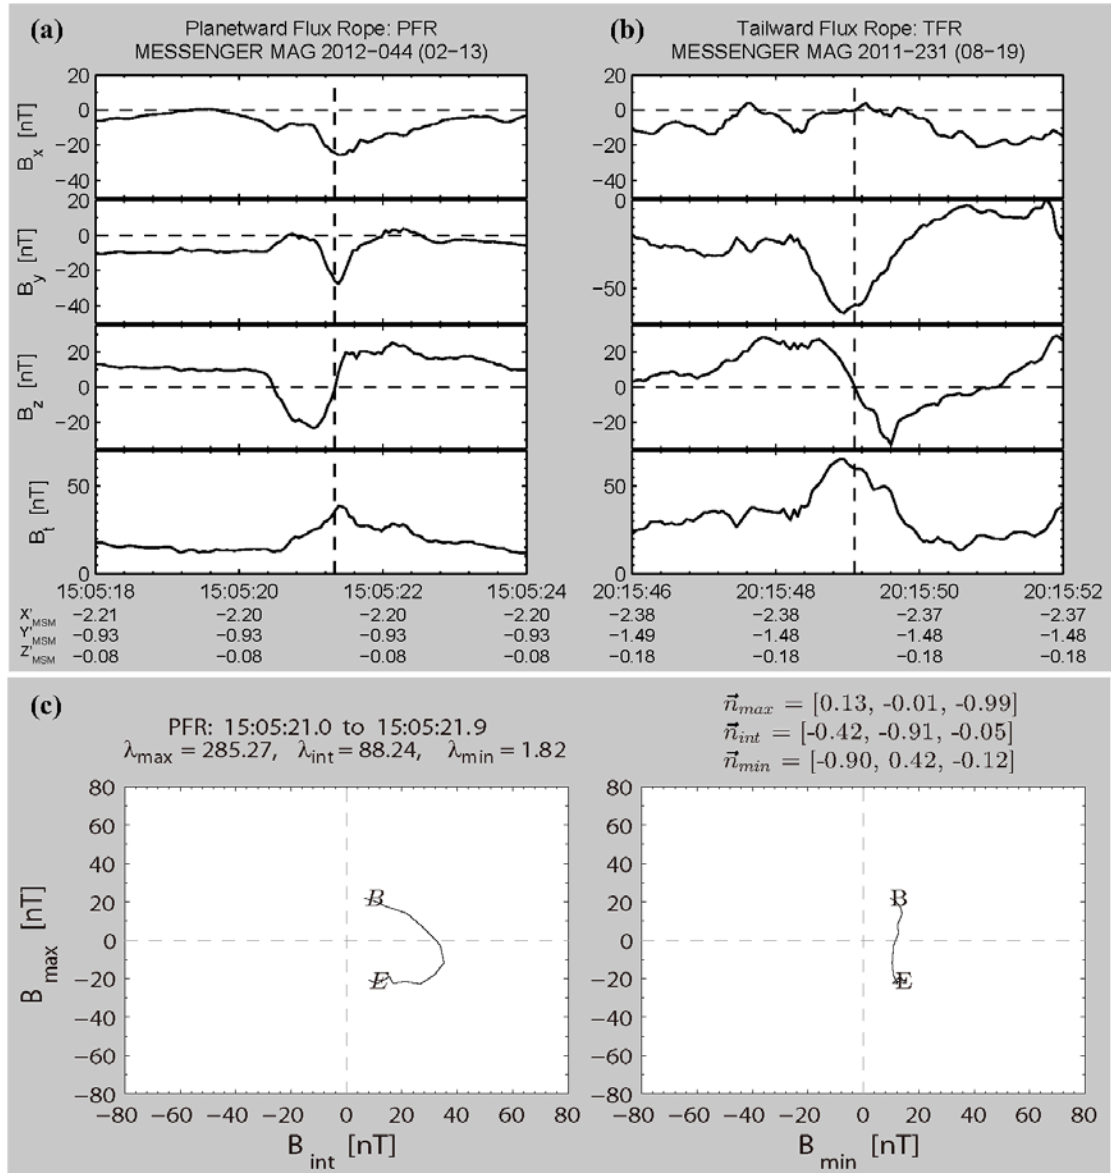 (a)
Planetward Flux Rope: PFR
MESSENGER MAG 2012-044 (02-13)
20
0
-20
-40
B_x [nT]
20
0
-20
-40
B_y [nT]
20
0
-20
B_z [nT]
50
0
B_t [nT]
15:05:18 15:05:20 15:05:22 15:05:24
X'_MSM -2.21 -2.20 -2.20 -2.20
Y'_MSM -0.93 -0.93 -0.93 -0.93
Z'_MSM -0.08 -0.08 -0.08 -0.08
(b)
Tailward Flux Rope: TFR
MESSENGER MAG 2011-231 (08-19)
20
0
-20
-40
0
-50
20
0
-20
50
0
20:15:46 20:15:48 20:15:50 20:15:52
-2.38 -2.38 -2.37 -2.37
-1.49 -1.48 -1.48 -1.48
-0.18 -0.18 -0.18 -0.18
(c)
PFR: 15:05:21.0 to 15:05:21.9
λ_max = 285.27, λ_int = 88.24, λ_min = 1.82
n⃗_max = [0.13, -0.01, -0.99]
n⃗_int = [-0.42, -0.91, -0.05]
n⃗_min = [-0.90, 0.42, -0.12]
80
60
40
20
0
-20
-40
-60
-80
B_max [nT]
B
E
-80 -60 -40 -20 0 20 40 60 80
B_int [nT]
80
60
40
20
0
-20
-40
-60
-80
B
E
-80 -60 -40 -20 0 20 40 60 80
B_min [nT]